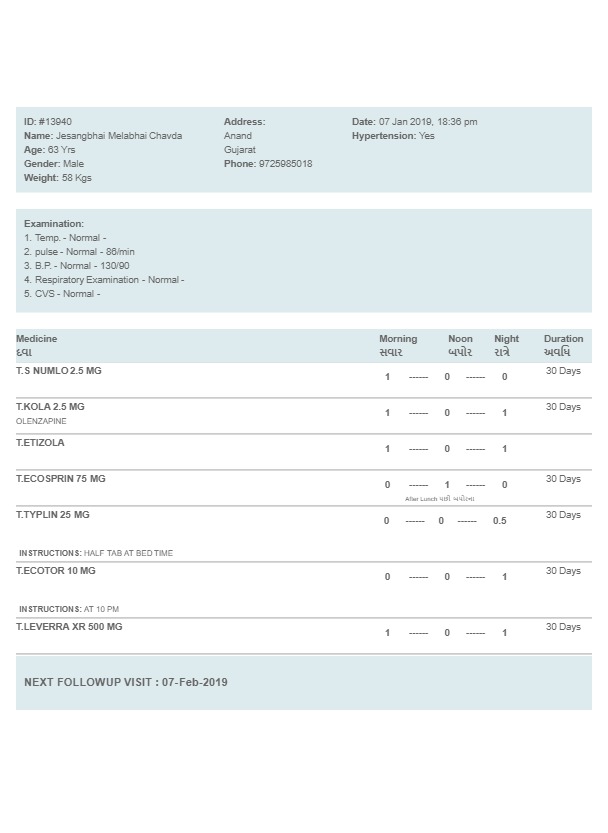 ID: #13940 Address: Date: 07 Jan 2019, 18:36 pm
Name: Jesangbhai Melabhai Chavda Anand Hypertension: Yes
Age: 63 Yrs Gujarat
Gender: Male Phone: 9725985018
Weight: 58 Kgs
Examination:
1. Temp. - Normal -
2. pulse - Normal - 86/min
3. B.P. - Normal - 130/90
4. Respiratory Examination - Normal -
5. CVS - Normal -
Medicine Morning Noon Night Duration
દવા સવાર બપોર રાત્રે અવધિ
T.S NUMLO 2.5 MG 30 Days
1 ------ 0 ------ 0
T.KOLA 2.5 MG 30 Days
1 ------ 0 ------ 1
OLENZAPINE
T.ETIZOLA
1 ------ 0 ------ 1
T.ECOSPRIN 75 MG 30 Days
0 ------ 1 ------ 0
After Lunch પછી બપોરના
T.TYPLIN 25 MG 30 Days
0 ------ 0 ------ 0.5
INSTRUCTIONS: HALF TAB AT BED TIME
T.ECOTOR 10 MG 30 Days
0 ------ 0 ------ 1
INSTRUCTIONS: AT 10 PM
T.LEVERRA XR 500 MG 30 Days
1 ------ 0 ------ 1
NEXT FOLLOWUP VISIT : 07-Feb-2019